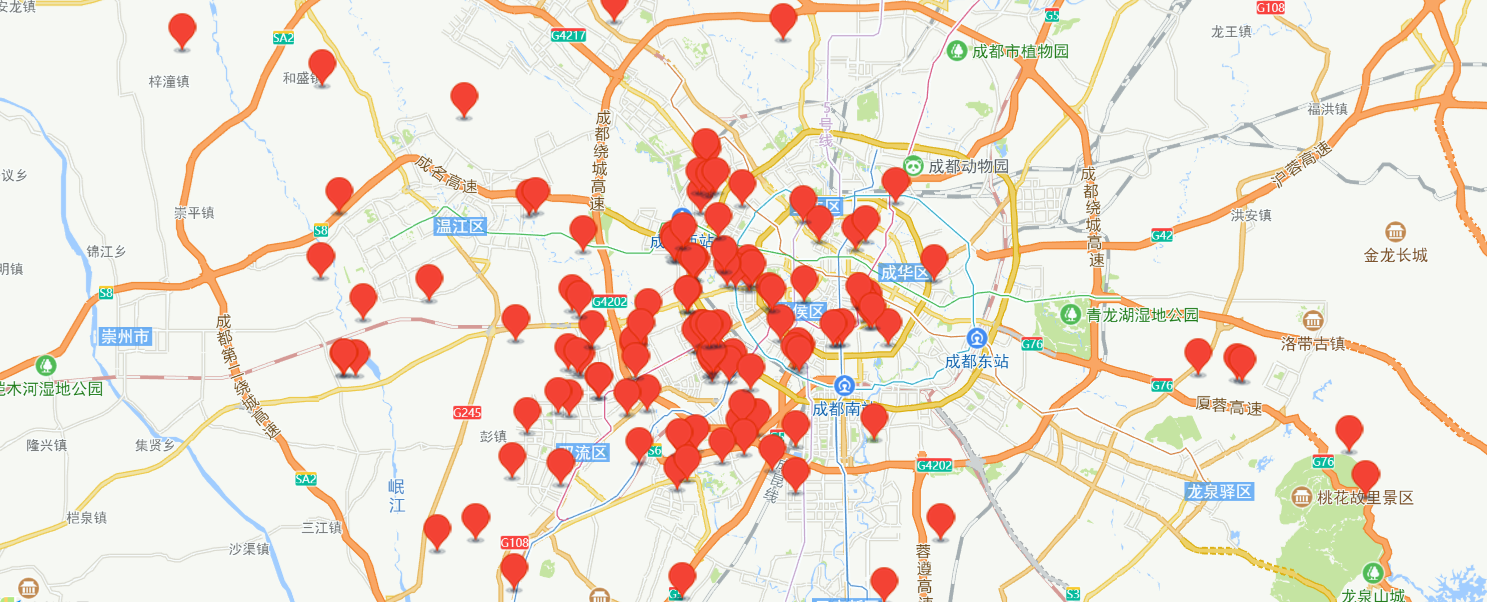 安龙镇
G108
G5
龙王镇
G4217
SA2
成都市植物园
梓潼镇
和盛镇
福洪镇
5号线
成都绕城高速
沪蓉高速
成都动物园
成名高速
议乡
成都绕城高速
崇平镇
洪安镇
温江区
S8
G42
锦江乡
金龙长城
明镇
成华区
S8
G4202
青龙湖湿地公园
崇州市
成都第二绕城高速
洛带古镇
G76
成都东站
G76
木河湿地公园
厦蓉高速
G245
成都南站
彭镇
隆兴镇
集贤乡
流区
S6
G76
G4202
SA2
岷江
成昆线
龙泉驿区
桃花故里景区
桤泉镇
三江镇
沙渠镇
G108
蓉遵高速
S3
龙泉山城